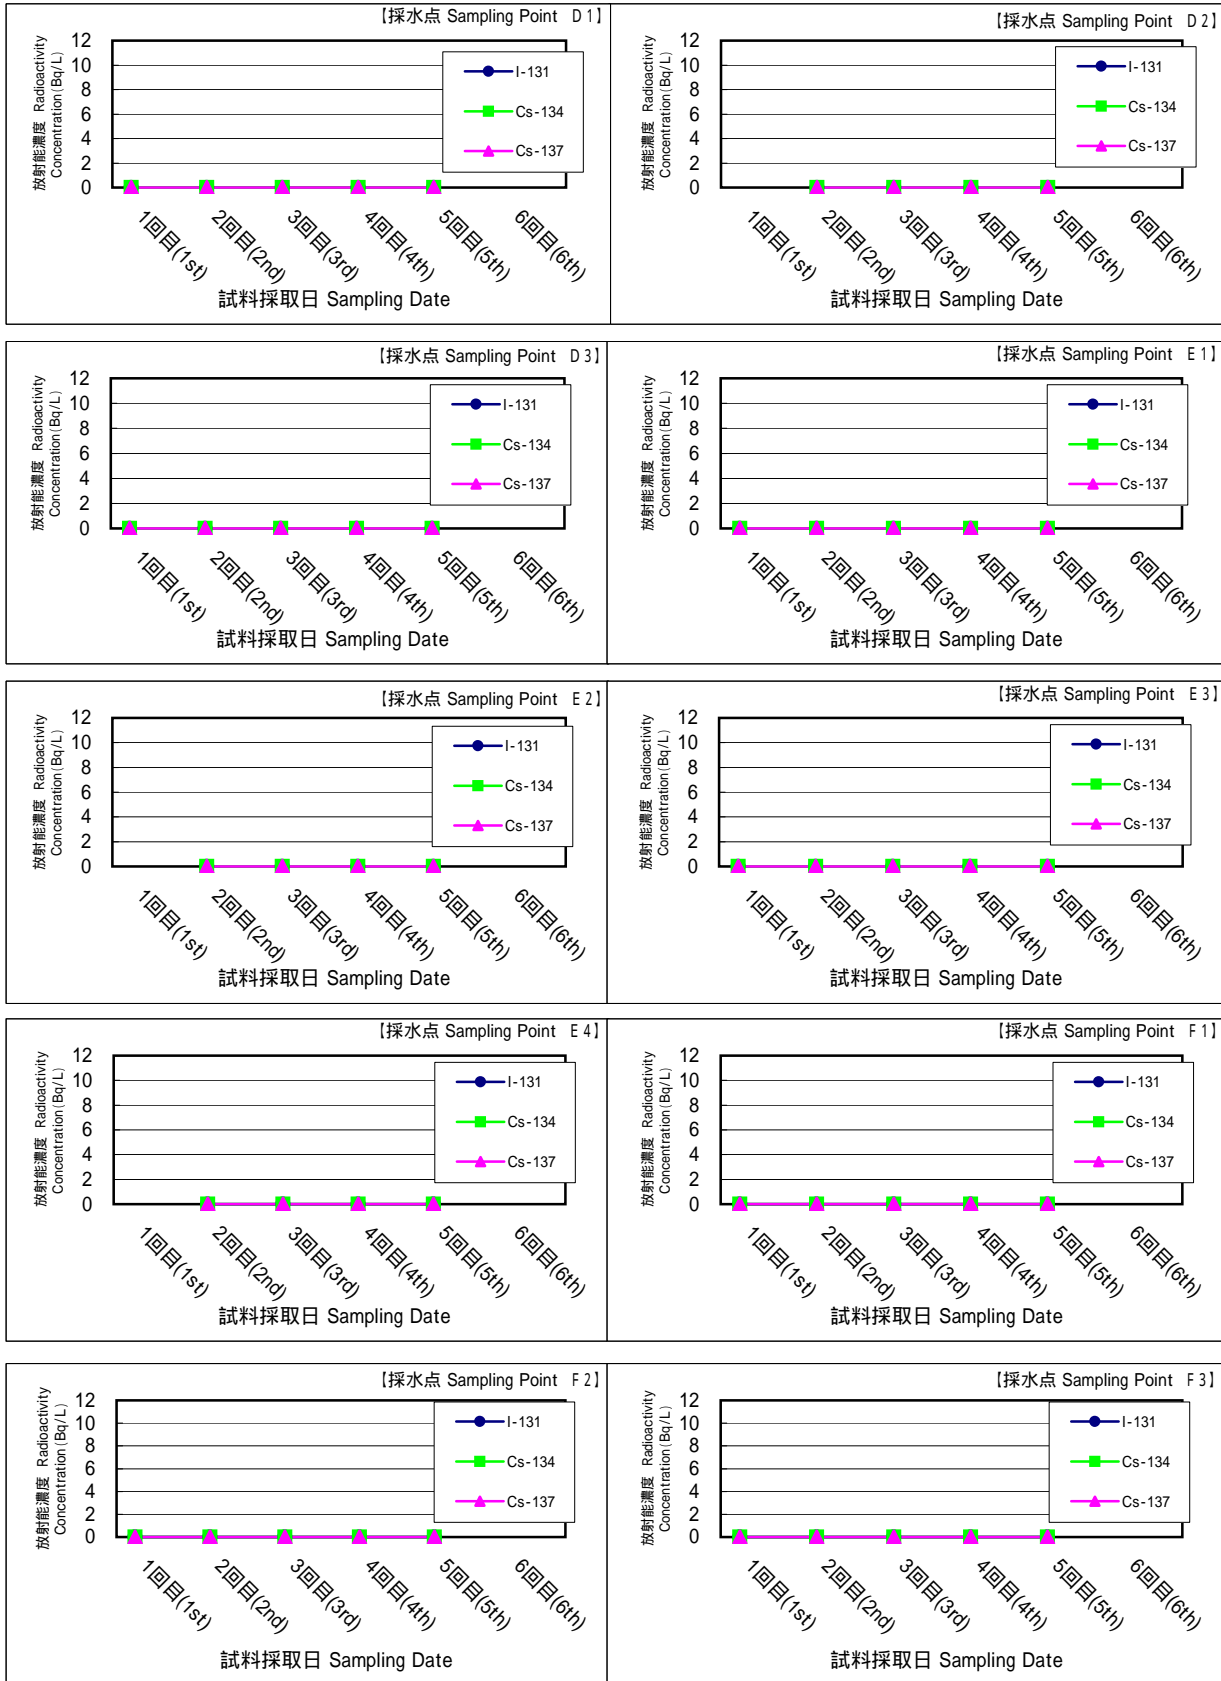 【採水点 Sampling Point D1】
放射能濃度 Radioactivity
Concentration(Bq/L)
12
10
8
6
4
2
0
I-131
Cs-134
Cs-137
1回目(1st)
2回目(2nd)
3回目(3rd)
4回目(4th)
5回目(5th)
6回目(6th)
試料採取日 Sampling Date
【採水点 Sampling Point D2】
放射能濃度 Radioactivity
Concentration(Bq/L)
12
10
8
6
4
2
0
I-131
Cs-134
Cs-137
1回目(1st)
2回目(2nd)
3回目(3rd)
4回目(4th)
5回目(5th)
6回目(6th)
試料採取日 Sampling Date
【採水点 Sampling Point D3】
放射能濃度 Radioactivity
Concentration(Bq/L)
12
10
8
6
4
2
0
I-131
Cs-134
Cs-137
1回目(1st)
2回目(2nd)
3回目(3rd)
4回目(4th)
5回目(5th)
6回目(6th)
試料採取日 Sampling Date
【採水点 Sampling Point E1】
放射能濃度 Radioactivity
Concentration(Bq/L)
12
10
8
6
4
2
0
I-131
Cs-134
Cs-137
1回目(1st)
2回目(2nd)
3回目(3rd)
4回目(4th)
5回目(5th)
6回目(6th)
試料採取日 Sampling Date
【採水点 Sampling Point E2】
放射能濃度 Radioactivity
Concentration(Bq/L)
12
10
8
6
4
2
0
I-131
Cs-134
Cs-137
1回目(1st)
2回目(2nd)
3回目(3rd)
4回目(4th)
5回目(5th)
6回目(6th)
試料採取日 Sampling Date
【採水点 Sampling Point E3】
放射能濃度 Radioactivity
Concentration(Bq/L)
12
10
8
6
4
2
0
I-131
Cs-134
Cs-137
1回目(1st)
2回目(2nd)
3回目(3rd)
4回目(4th)
5回目(5th)
6回目(6th)
試料採取日 Sampling Date
【採水点 Sampling Point E4】
放射能濃度 Radioactivity
Concentration(Bq/L)
12
10
8
6
4
2
0
I-131
Cs-134
Cs-137
1回目(1st)
2回目(2nd)
3回目(3rd)
4回目(4th)
5回目(5th)
6回目(6th)
試料採取日 Sampling Date
【採水点 Sampling Point F1】
放射能濃度 Radioactivity
Concentration(Bq/L)
12
10
8
6
4
2
0
I-131
Cs-134
Cs-137
1回目(1st)
2回目(2nd)
3回目(3rd)
4回目(4th)
5回目(5th)
6回目(6th)
試料採取日 Sampling Date
【採水点 Sampling Point F2】
放射能濃度 Radioactivity
Concentration(Bq/L)
12
10
8
6
4
2
0
I-131
Cs-134
Cs-137
1回目(1st)
2回目(2nd)
3回目(3rd)
4回目(4th)
5回目(5th)
6回目(6th)
試料採取日 Sampling Date
【採水点 Sampling Point F3】
放射能濃度 Radioactivity
Concentration(Bq/L)
12
10
8
6
4
2
0
I-131
Cs-134
Cs-137
1回目(1st)
2回目(2nd)
3回目(3rd)
4回目(4th)
5回目(5th)
6回目(6th)
試料採取日 Sampling Date